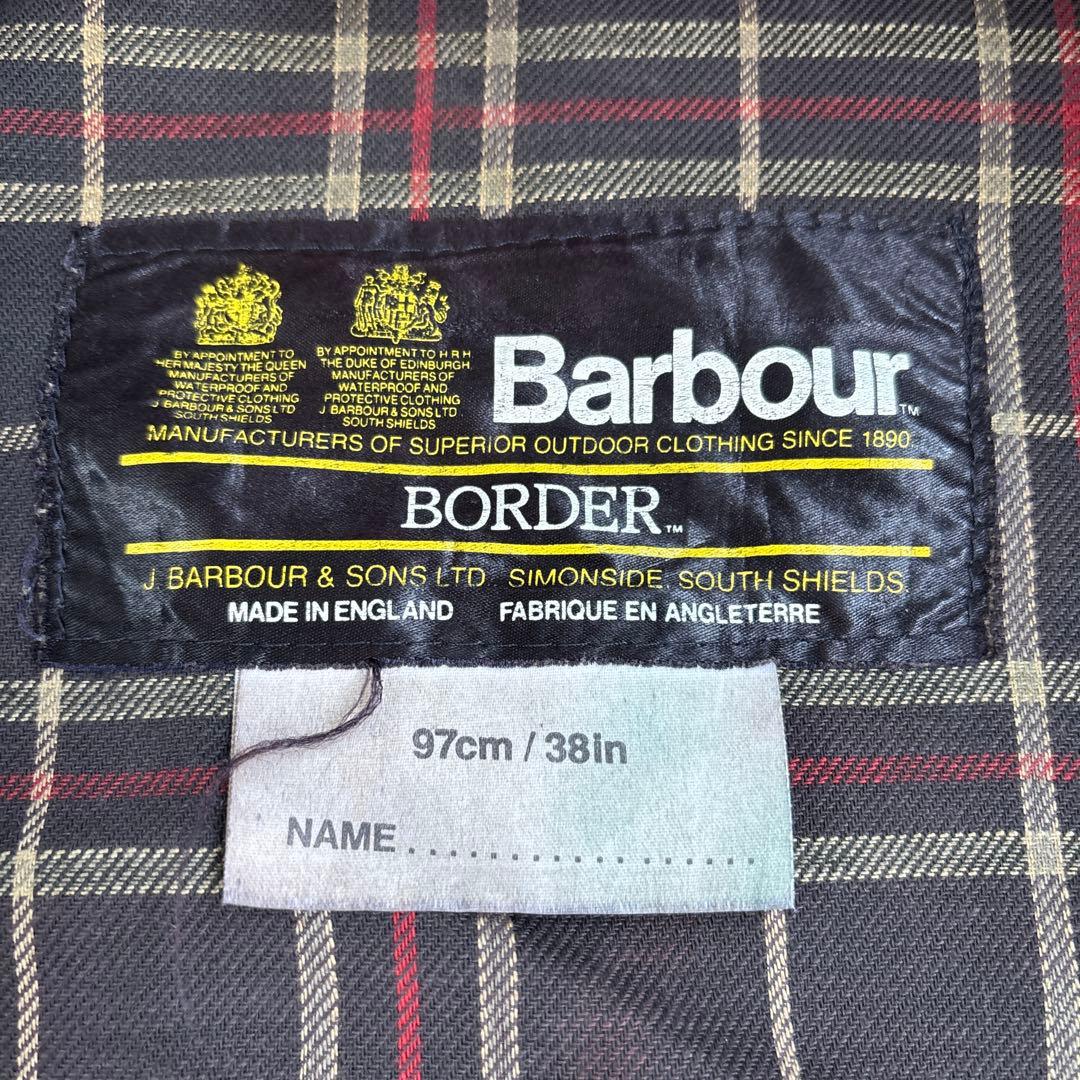 BY APPOINTMENT TO
HER MAJESTY THE QUEEN
MANUFACTURERS OF
WATERPROOF AND
PROTECTIVE CLOTHING
J BARBOUR & SONS LTD
SOUTH SHIELDS
BY APPOINTMENT TO H R H
THE DUKE OF EDINBURGH
MANUFACTURERS OF
WATERPROOF AND
PROTECTIVE CLOTHING
J BARBOUR & SONS LTD
SOUTH SHIELDS
Barbour™
MANUFACTURERS OF SUPERIOR OUTDOOR CLOTHING SINCE 1890
BORDER™
J. BARBOUR & SONS LTD SIMONSIDE, SOUTH SHIELDS.
MADE IN ENGLAND FABRIQUE EN ANGLETERRE
97cm / 38in
NAME..................